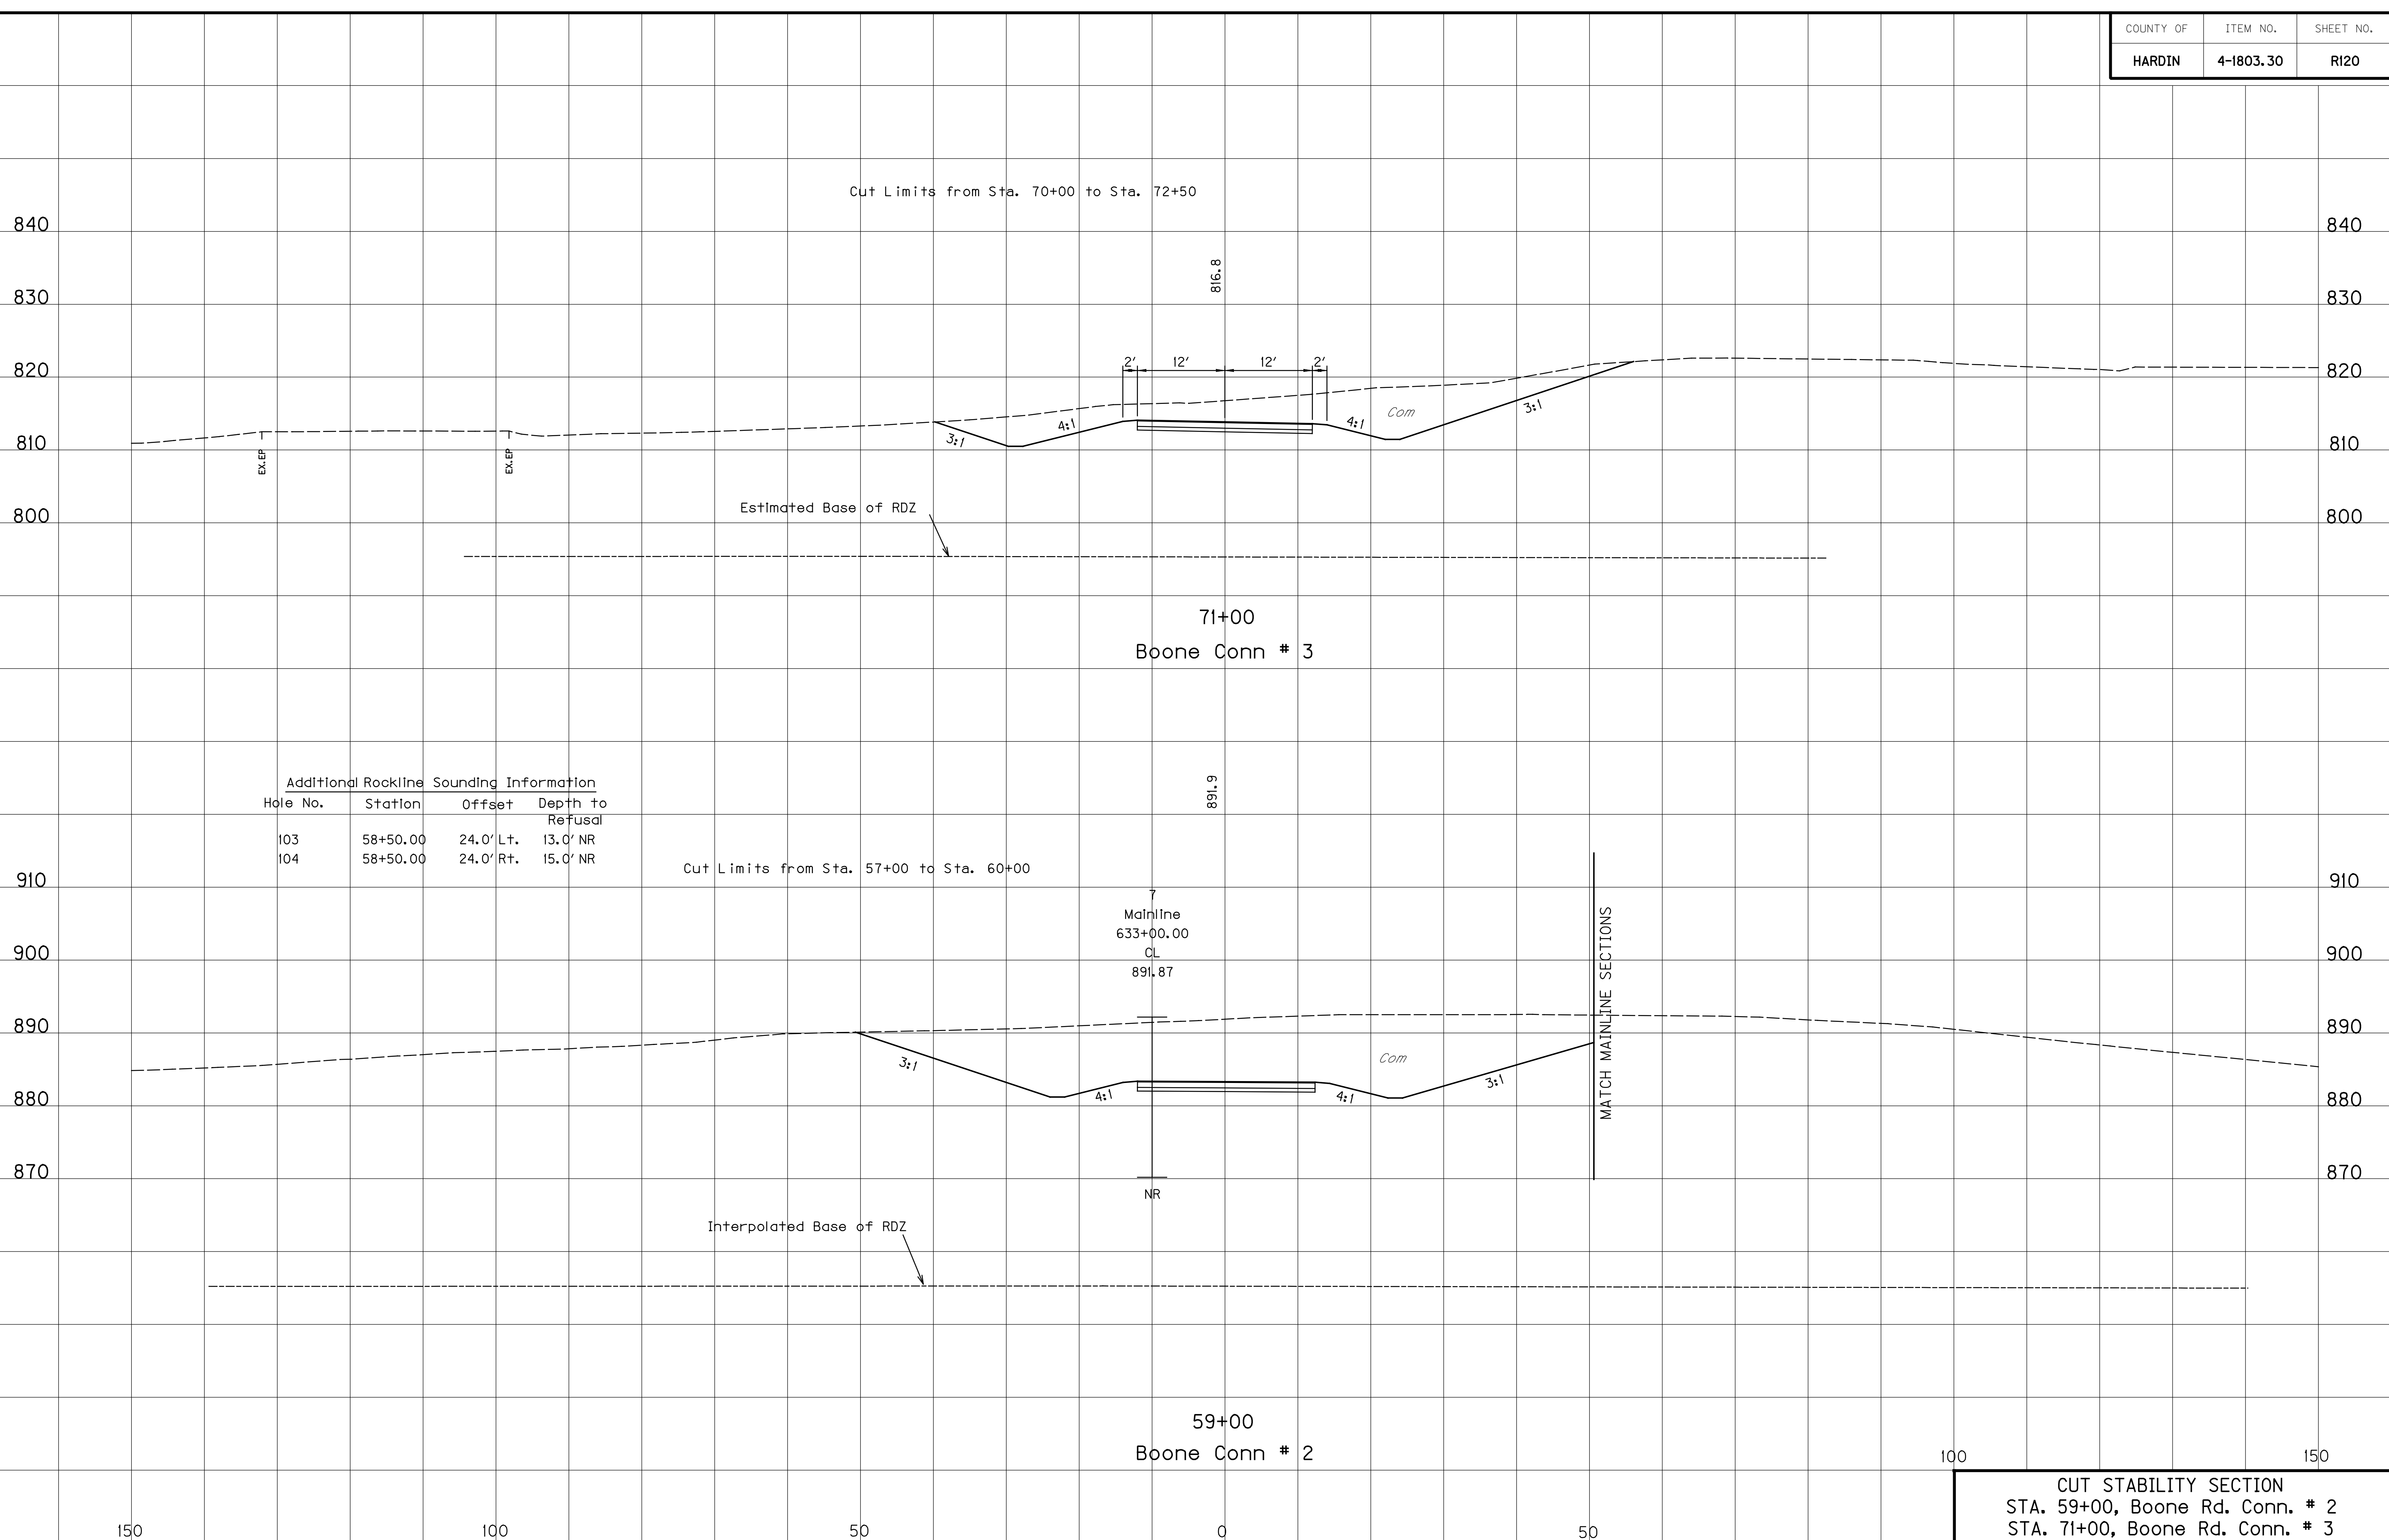 COUNTY OF ITEM NO. SHEET NO.
HARDIN 4-1803.30 R120
Cut Limits from Sta. 70+00 to Sta. 72+50
840 840
816.8
830 830
2' 12' 12' 2'
820 820
Com
3:1
4:1 4:1
3:1
810 810
EX.EP EX.EP
Estimated Base of RDZ
800 800
71+00
Boone Conn # 3
Additional Rockline Sounding Information
Hole No. Station Offset Depth to
Refusal
103 58+50.00 24.0' Lt. 13.0' NR
104 58+50.00 24.0' Rt. 15.0' NR
891.9
Cut Limits from Sta. 57+00 to Sta. 60+00
910 910
7
Mainline
633+00.00
CL
891.87
900 900
MATCH MAINLINE SECTIONS
890 890
Com
3:1 3:1
4:1 4:1
880 880
870 870
NR
Interpolated Base of RDZ
59+00
Boone Conn # 2
100 150
CUT STABILITY SECTION
STA. 59+00, Boone Rd. Conn. # 2
STA. 71+00, Boone Rd. Conn. # 3
150 100 50 0 50